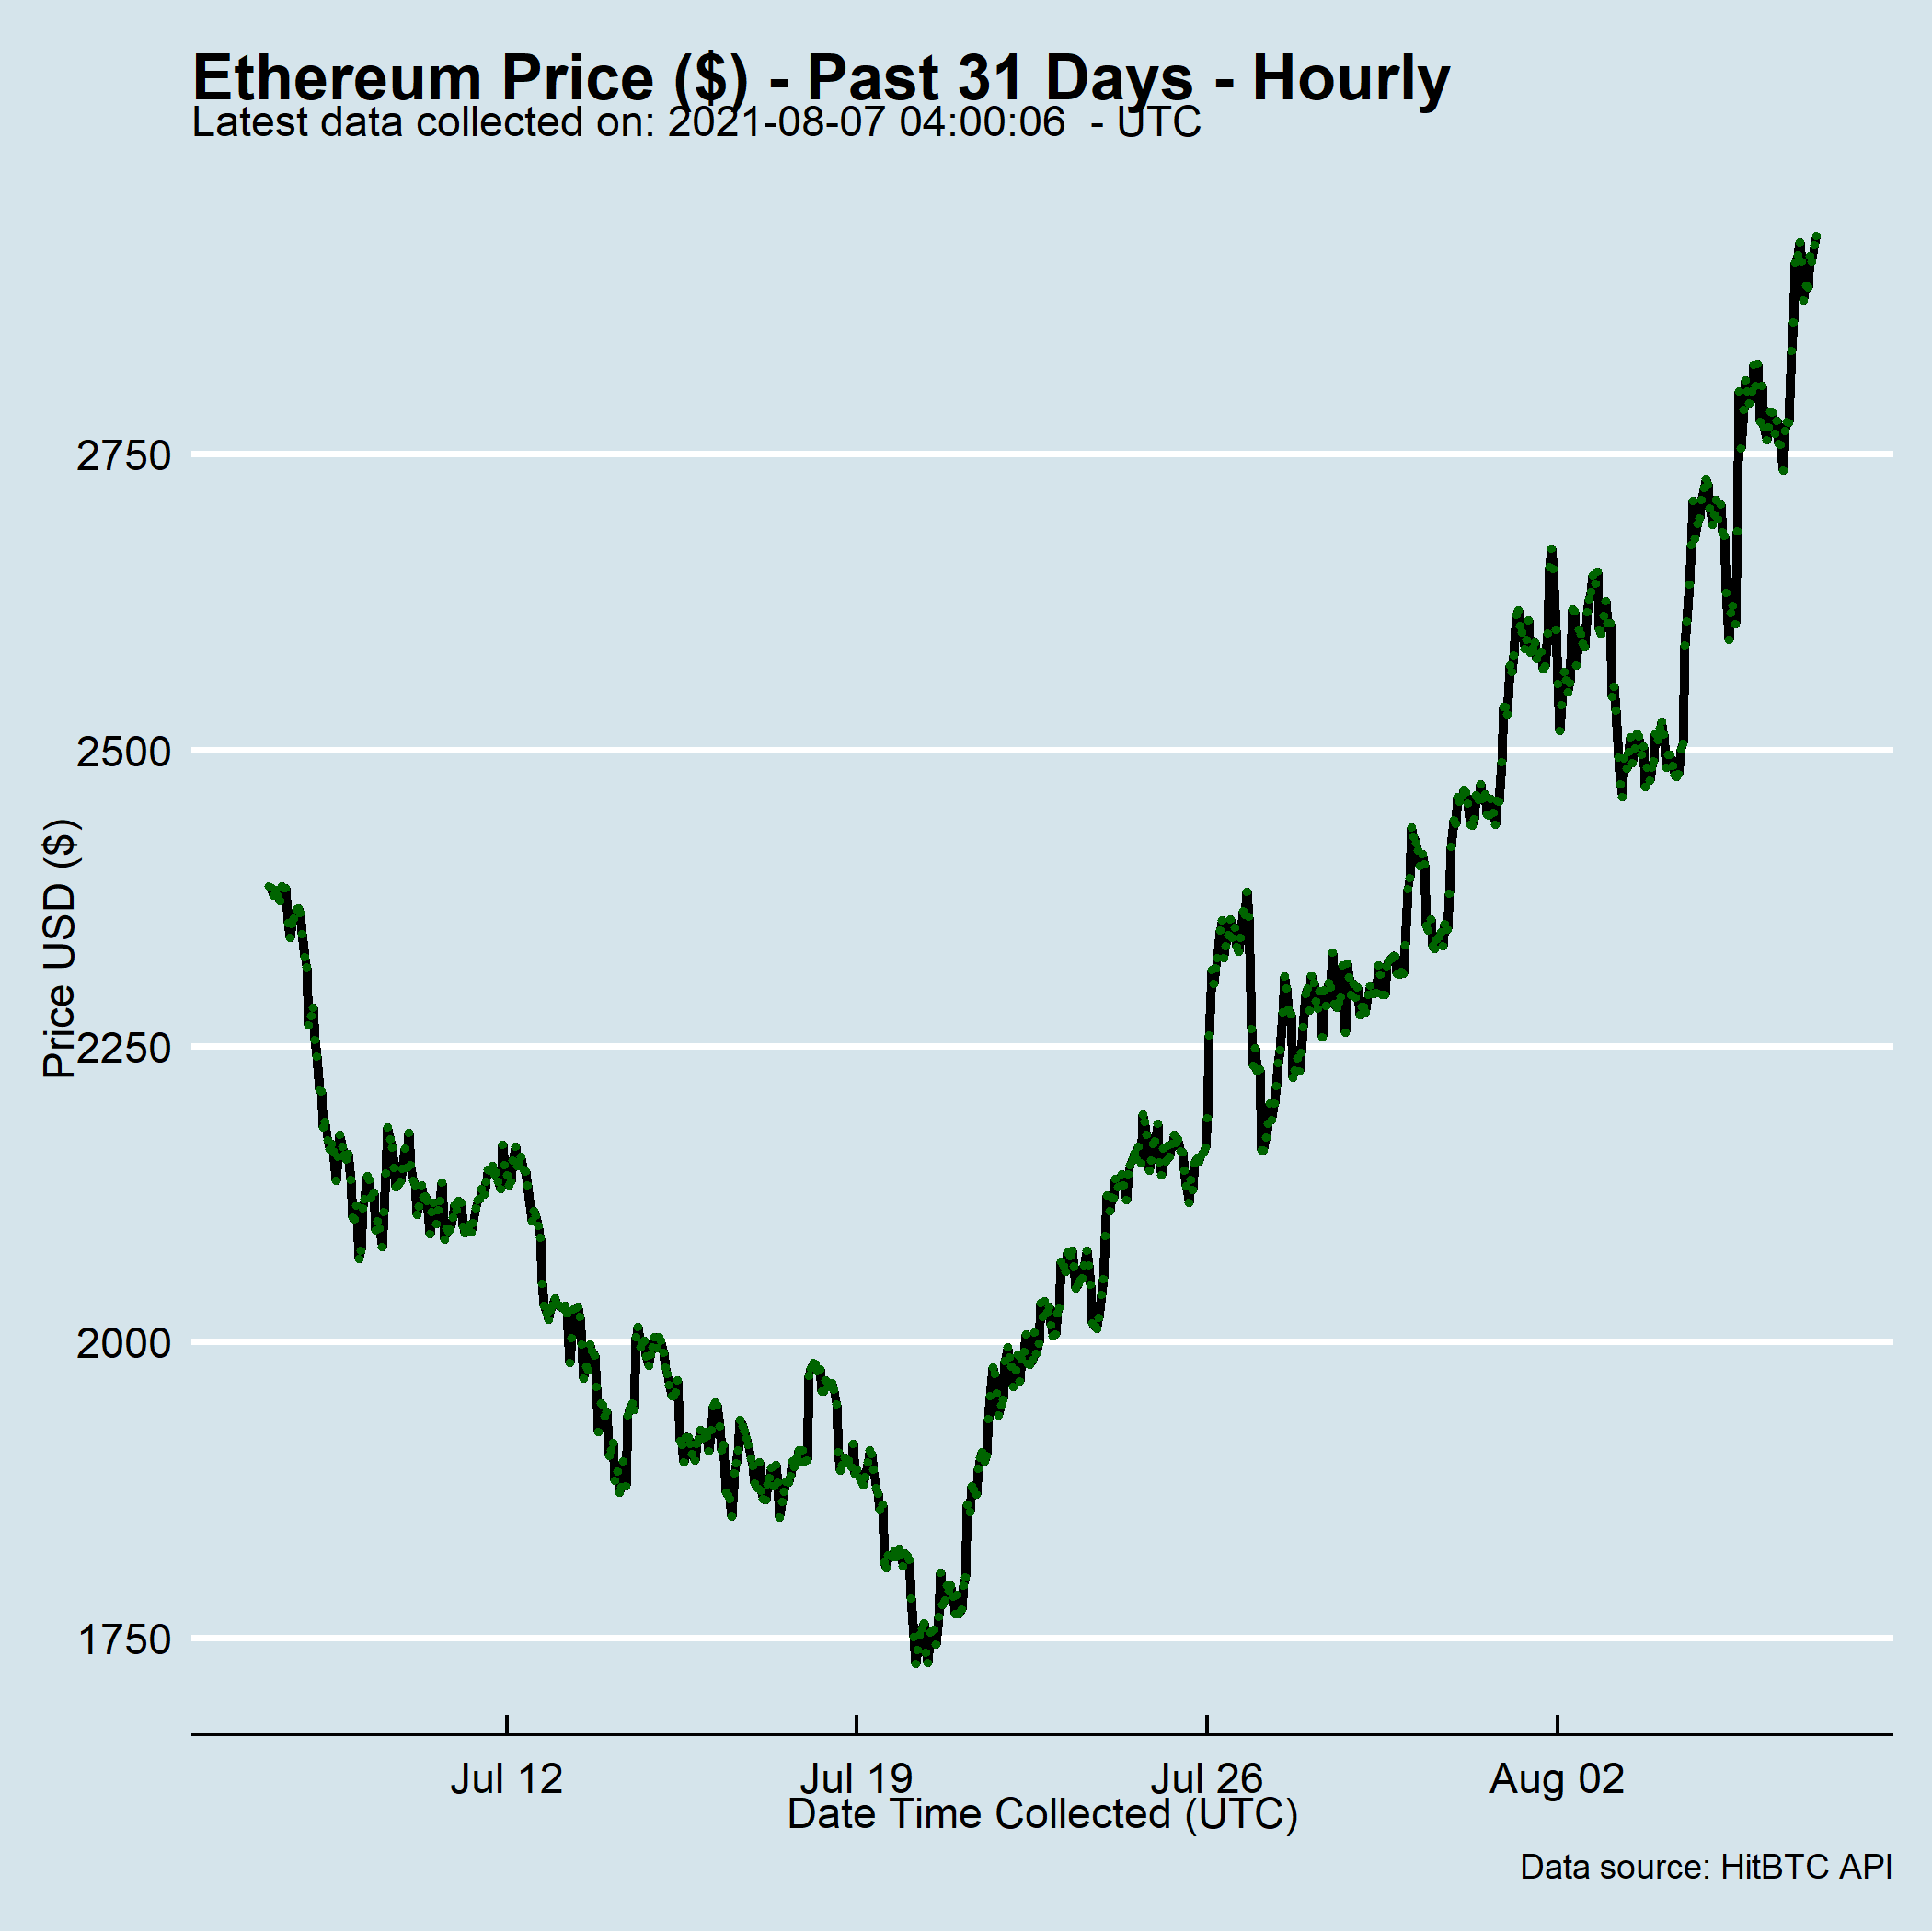 Ethereum Price ($) - Past 31 Days - Hourly
Latest data collected on: 2021-08-07 04:00:06  - UTC
2750
2500
2250
2000
1750
Price USD ($)
Jul 12 Jul 19 Jul 26 Aug 02
Date Time Collected (UTC)
Data source: HitBTC API